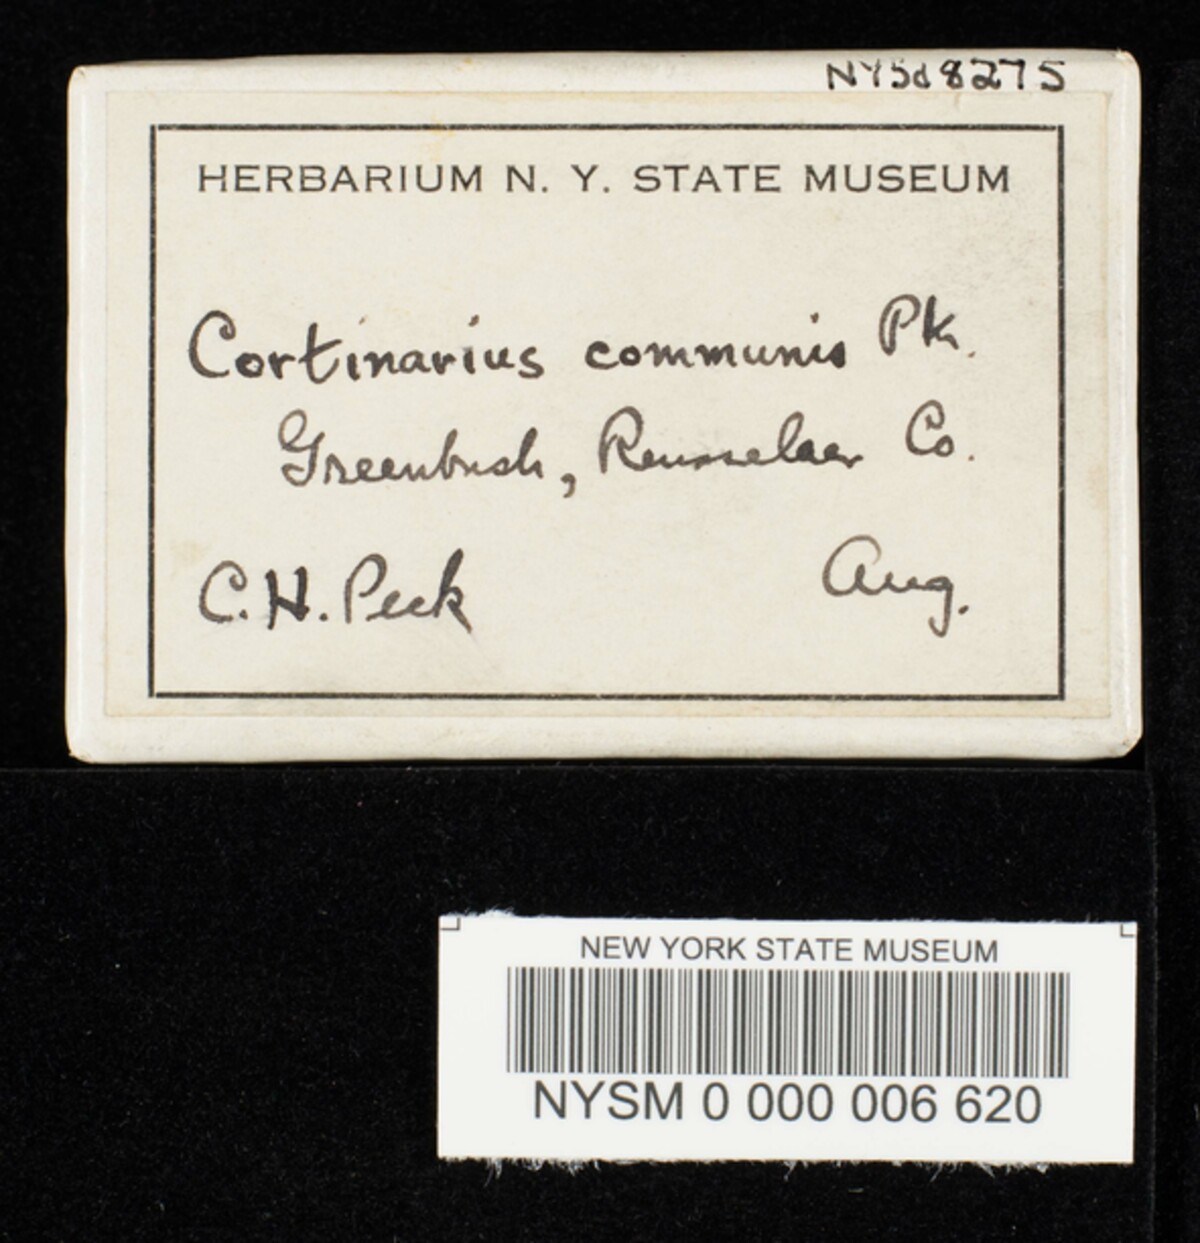 NYSd8275
HERBARIUM N. Y. STATE MUSEUM
Cortinarius communis Pk.
Greenbush, Rensselaer Co.
C. H. Peck Aug.
NEW YORK STATE MUSEUM
NYSM 0 000 006 620